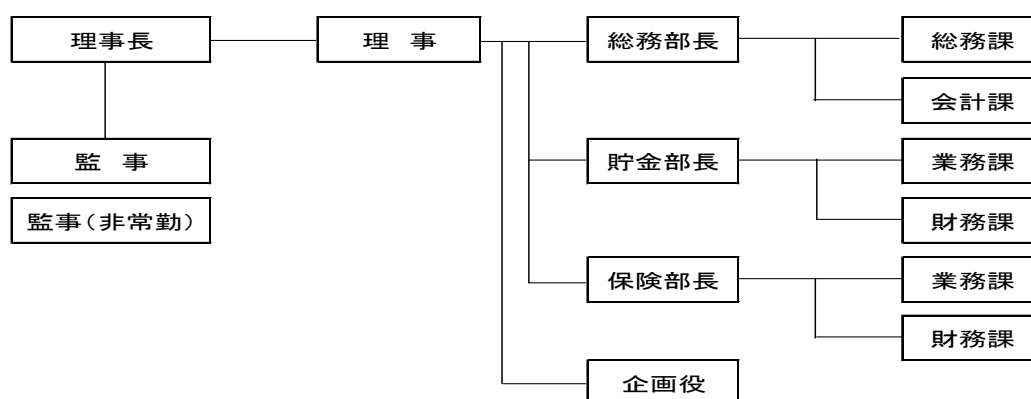 理事長
理　事
総務部長
総務課
会計課
監　事
貯金部長
業務課
監事（非常勤）
財務課
保険部長
業務課
財務課
企画役